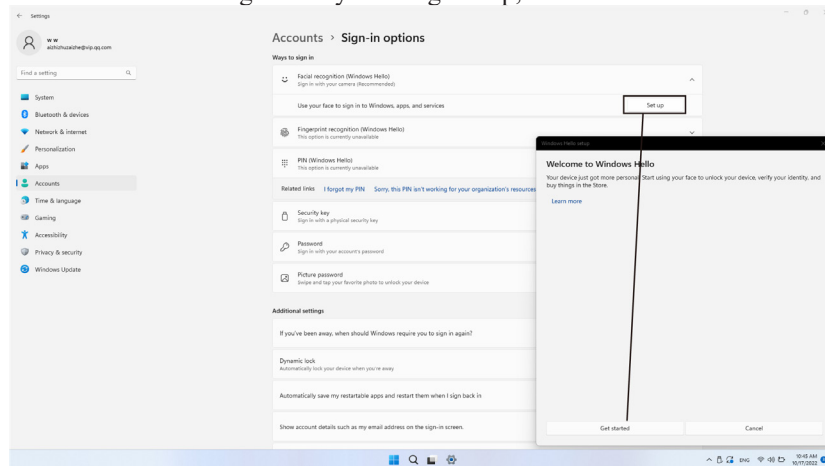 Settings
w w
aizhizhuzaizhe@vip.qq.com
Find a setting
System
Bluetooth & devices
Network & internet
Personalization
Apps
Accounts
Time & language
Gaming
Accessibility
Privacy & security
Windows Update
Accounts > Sign-in options
Ways to sign in
Facial recognition (Windows Hello)
Sign in with your camera (Recommended)
Use your face to sign in to Windows, apps, and services
Set up
Fingerprint recognition (Windows Hello)
This option is currently unavailable
PIN (Windows Hello)
This option is currently unavailable
Related links I forgot my PIN Sorry, this PIN isn't working for your organization's resources
Security key
Sign in with a physical security key
Password
Sign in with your account's password
Picture password
Swipe and tap your favorite photo to unlock your device
Additional settings
If you've been away, when should Windows require you to sign in again?
Dynamic lock
Automatically lock your device when you're away
Automatically save my restartable apps and restart them when I sign back in
Show account details such as my email address on the sign-in screen.
Windows Hello setup
Welcome to Windows Hello
Your device just got more personal. Start using your face to unlock your device, verify your identity, and
buy things in the Store.
Learn more
Get started Cancel
ENG
10:45 AM
10/17/2022